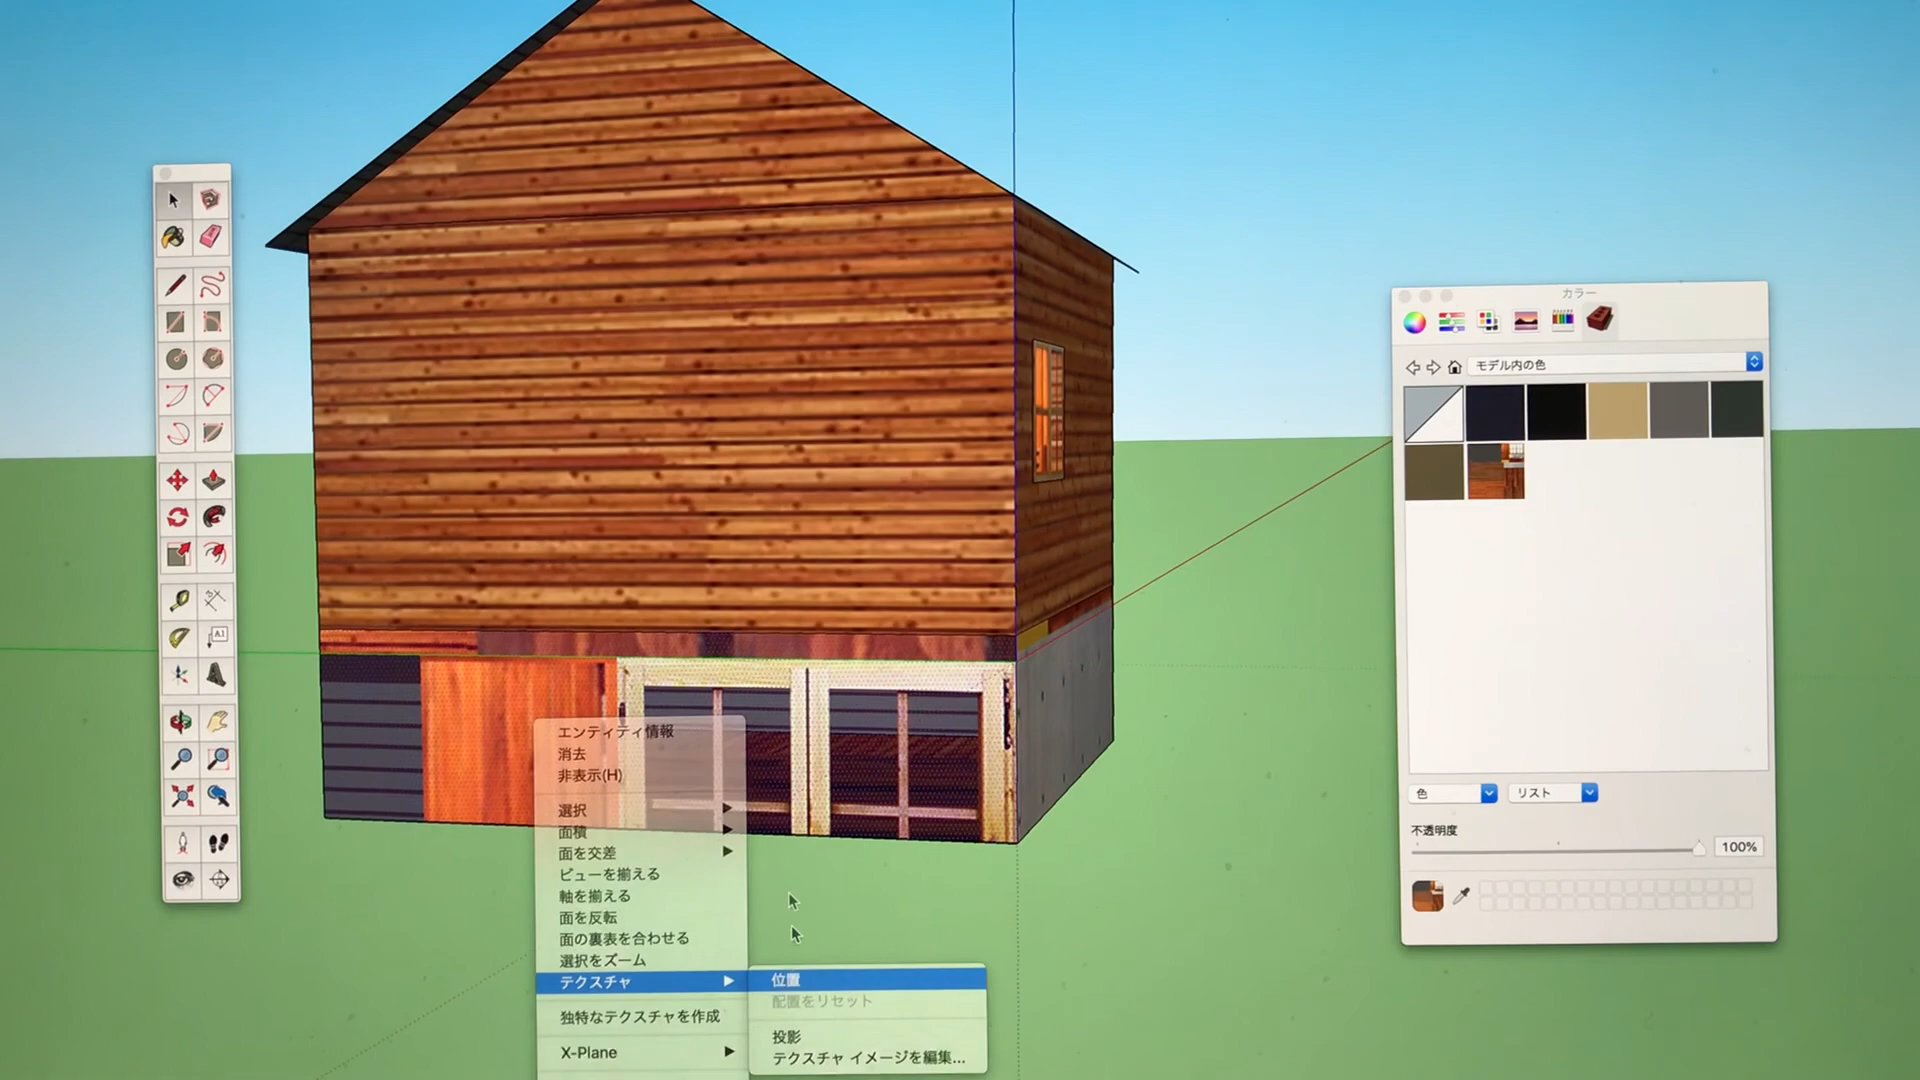 カラー
モデル内の色
A1
エンティティ情報
消去
非表示(H)
選択
面積
面を交差
ビューを揃える
軸を揃える
面を反転
面の裏表を合わせる
選択をズーム
テクスチャ
独特なテクスチャを作成
X-Plane
位置
配置をリセット
投影
テクスチャ イメージを編集...
色
リスト
不透明度
100%